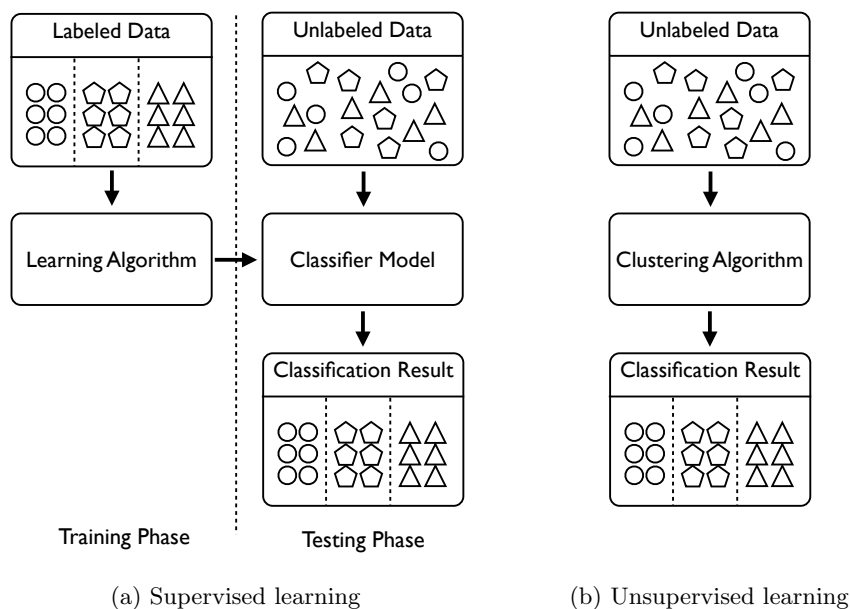 Labeled Data
Unlabeled Data
Unlabeled Data
Learning Algorithm
Classifier Model
Clustering Algorithm
Classification Result
Classification Result
Training Phase
Testing Phase
(a) Supervised learning
(b) Unsupervised learning